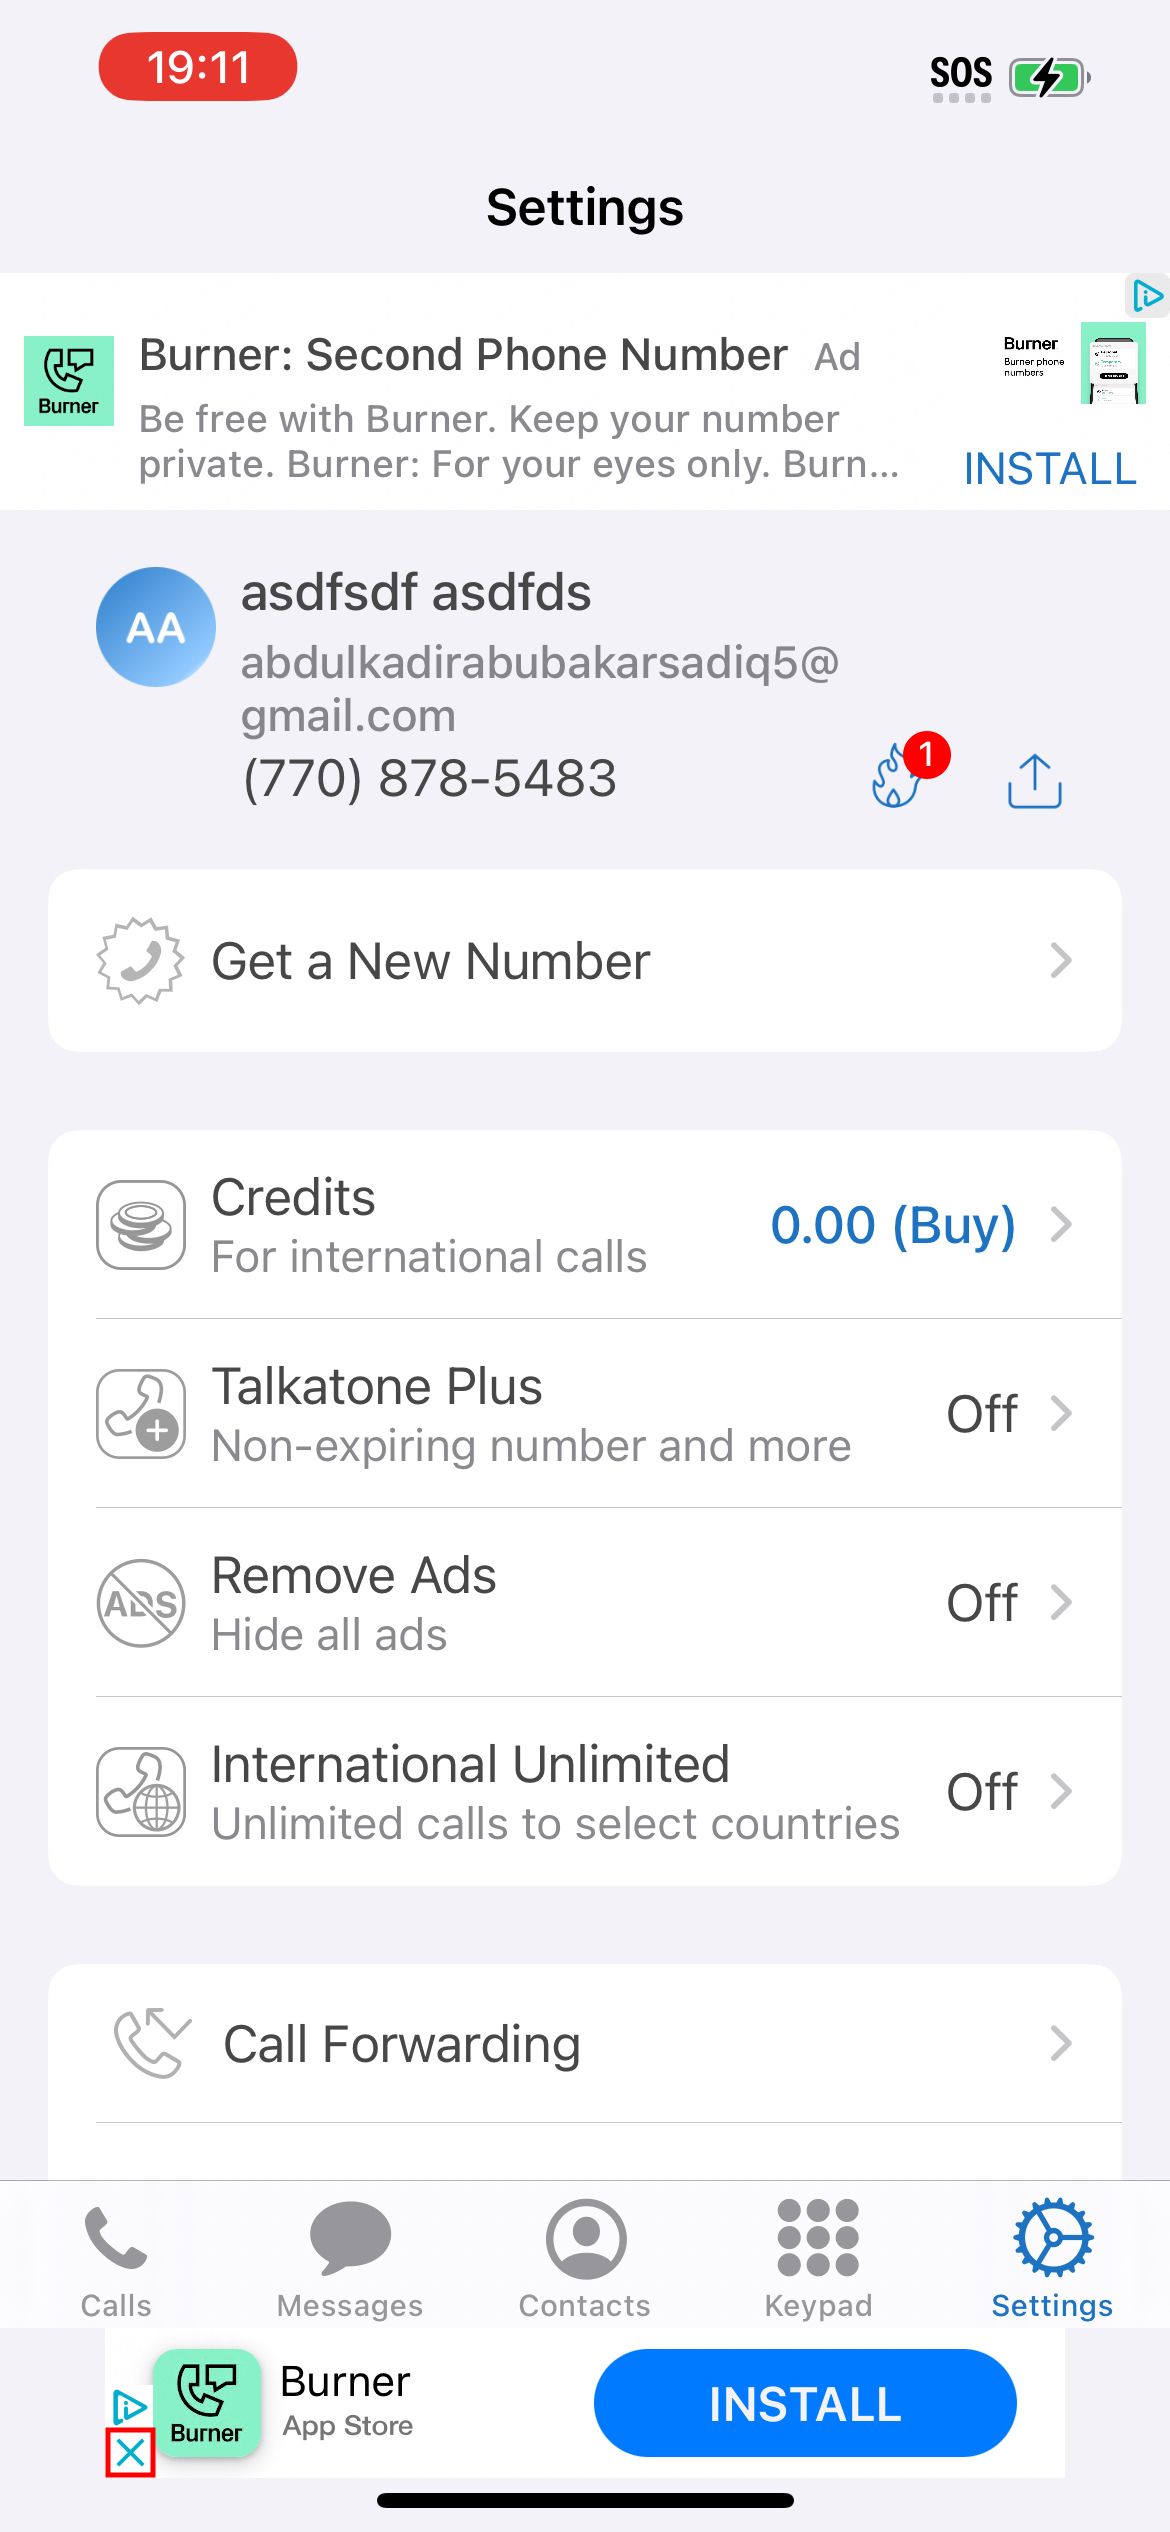 19:11
SOS
Settings
Burner
Burner: Second Phone Number Ad
Be free with Burner. Keep your number
private. Burner: For your eyes only. Burn...
Burner
Burner phone
numbers
INSTALL
AA
asdfsdf asdfds
abdulkadirabubakarsadiq5@
gmail.com
(770) 878-5483
1
Get a New Number
Credits
For international calls
0.00 (Buy)
Talkatone Plus
Non-expiring number and more
Off
ADS
Remove Ads
Hide all ads
Off
International Unlimited
Unlimited calls to select countries
Off
Call Forwarding
Calls
Messages
Contacts
Keypad
Settings
Burner
Burner
App Store
INSTALL